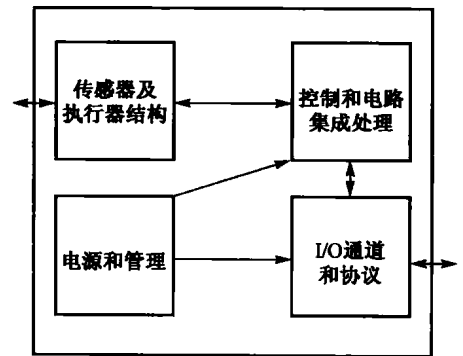 传感器及
执行器结构
控制和电路
集成处理
电源和管理
I/O通道
和协议